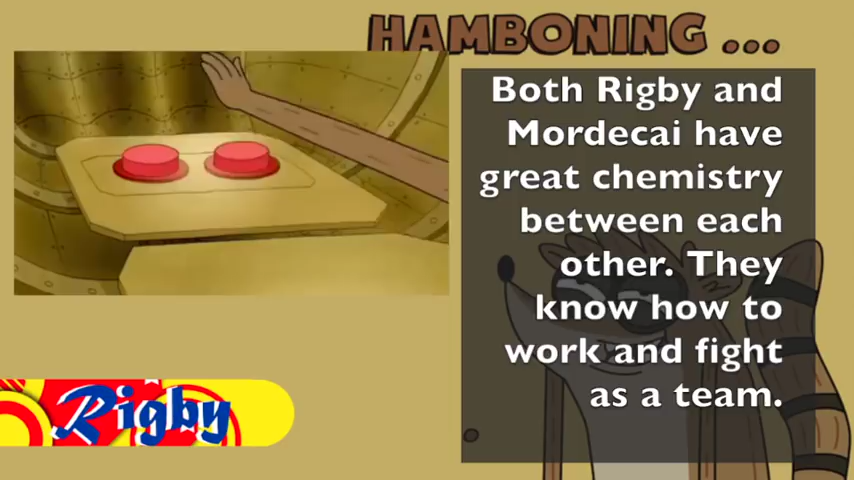 HAMBONING ...
Both Rigby and
Mordecai have
great chemistry
between each
other. They
know how to
work and fight
as a team.
Rigby